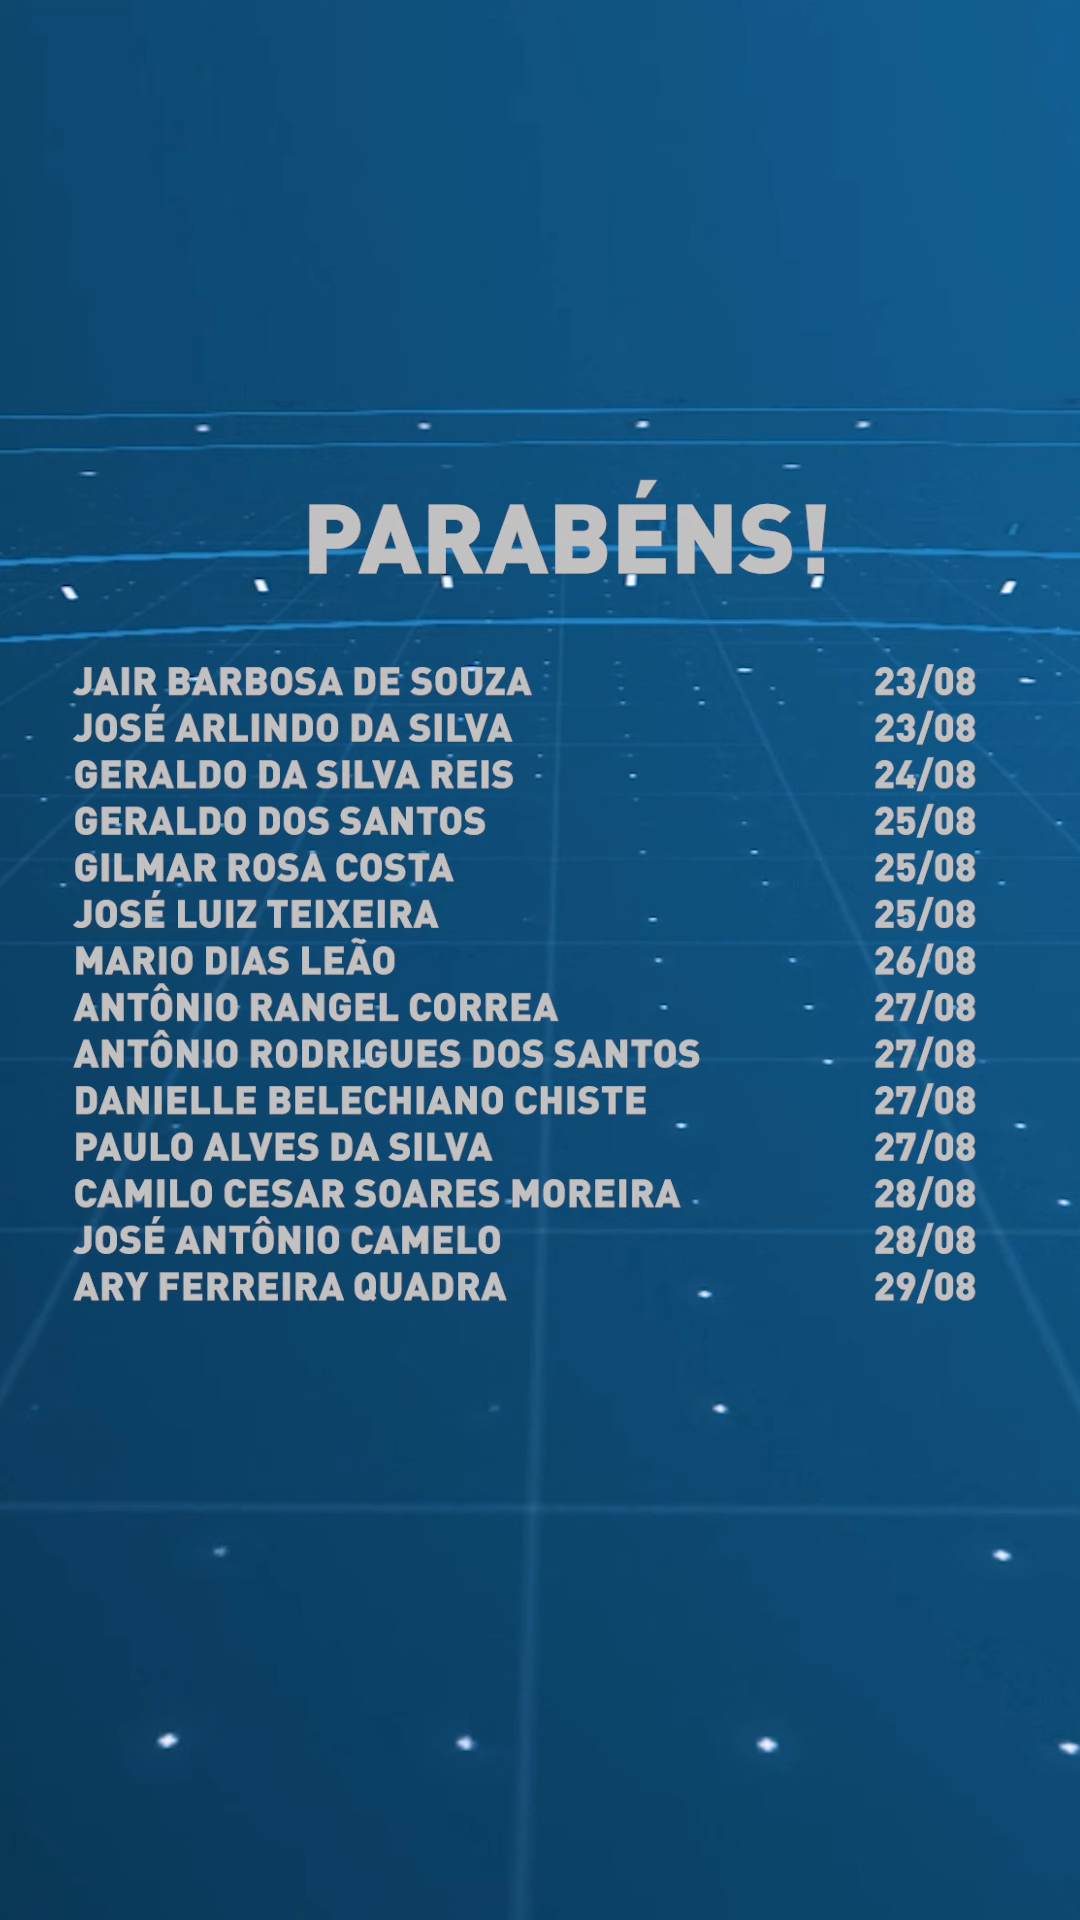 PARABÉNS!
JAIR BARBOSA DE SOUZA 23/08
JOSÉ ARLINDO DA SILVA 23/08
GERALDO DA SILVA REIS 24/08
GERALDO DOS SANTOS 25/08
GILMAR ROSA COSTA 25/08
JOSÉ LUIZ TEIXEIRA 25/08
MARIO DIAS LEÃO 26/08
ANTÔNIO RANGEL CORREA 27/08
ANTÔNIO RODRIGUES DOS SANTOS 27/08
DANIELLE BELECHIANO CHISTE 27/08
PAULO ALVES DA SILVA 27/08
CAMILO CESAR SOARES MOREIRA 28/08
JOSÉ ANTÔNIO CAMELO 28/08
ARY FERREIRA QUADRA 29/08